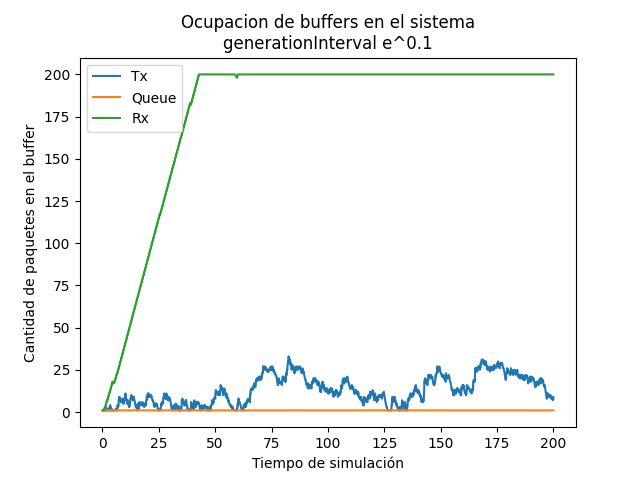 Ocupacion de buffers en el sistema
generationInterval e^0.1
Cantidad de paquetes en el buffer
200
175
150
125
100
75
50
25
0
Tx
Queue
Rx
0 25 50 75 100 125 150 175 200
Tiempo de simulación